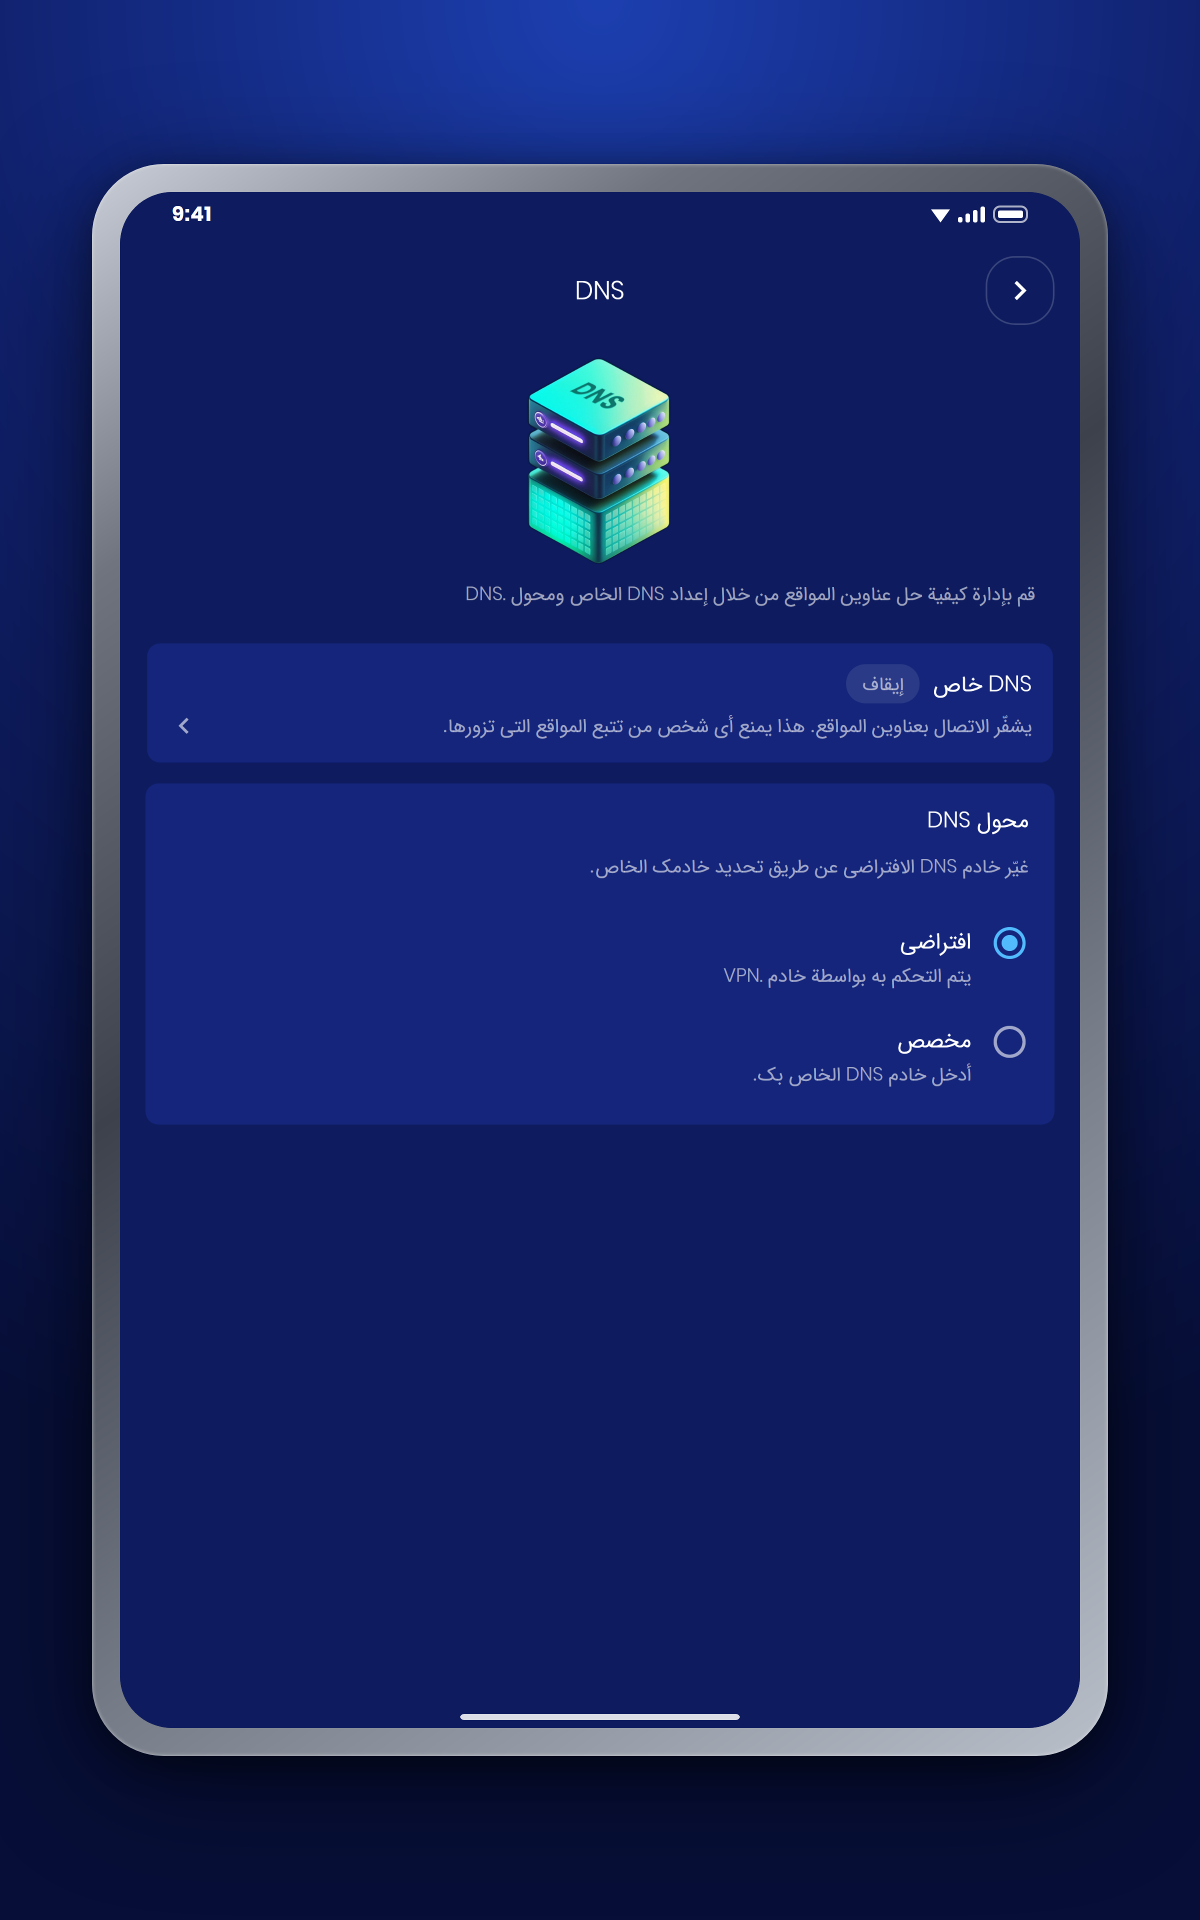 9:41
DNS
DNS
قم بإدارة كيفية حل عناوين المواقع من خلال إعداد DNS الخاص ومحول DNS.
DNS خاص إيقاف
يشفّر الاتصال بعناوين المواقع. هذا يمنع أي شخص من تتبع المواقع التي تزورها.
محول DNS
غيّر خادم DNS الافتراضي عن طريق تحديد خادمك الخاص.
افتراضي
يتم التحكم به بواسطة خادم VPN.
مخصص
أدخل خادم DNS الخاص بك.